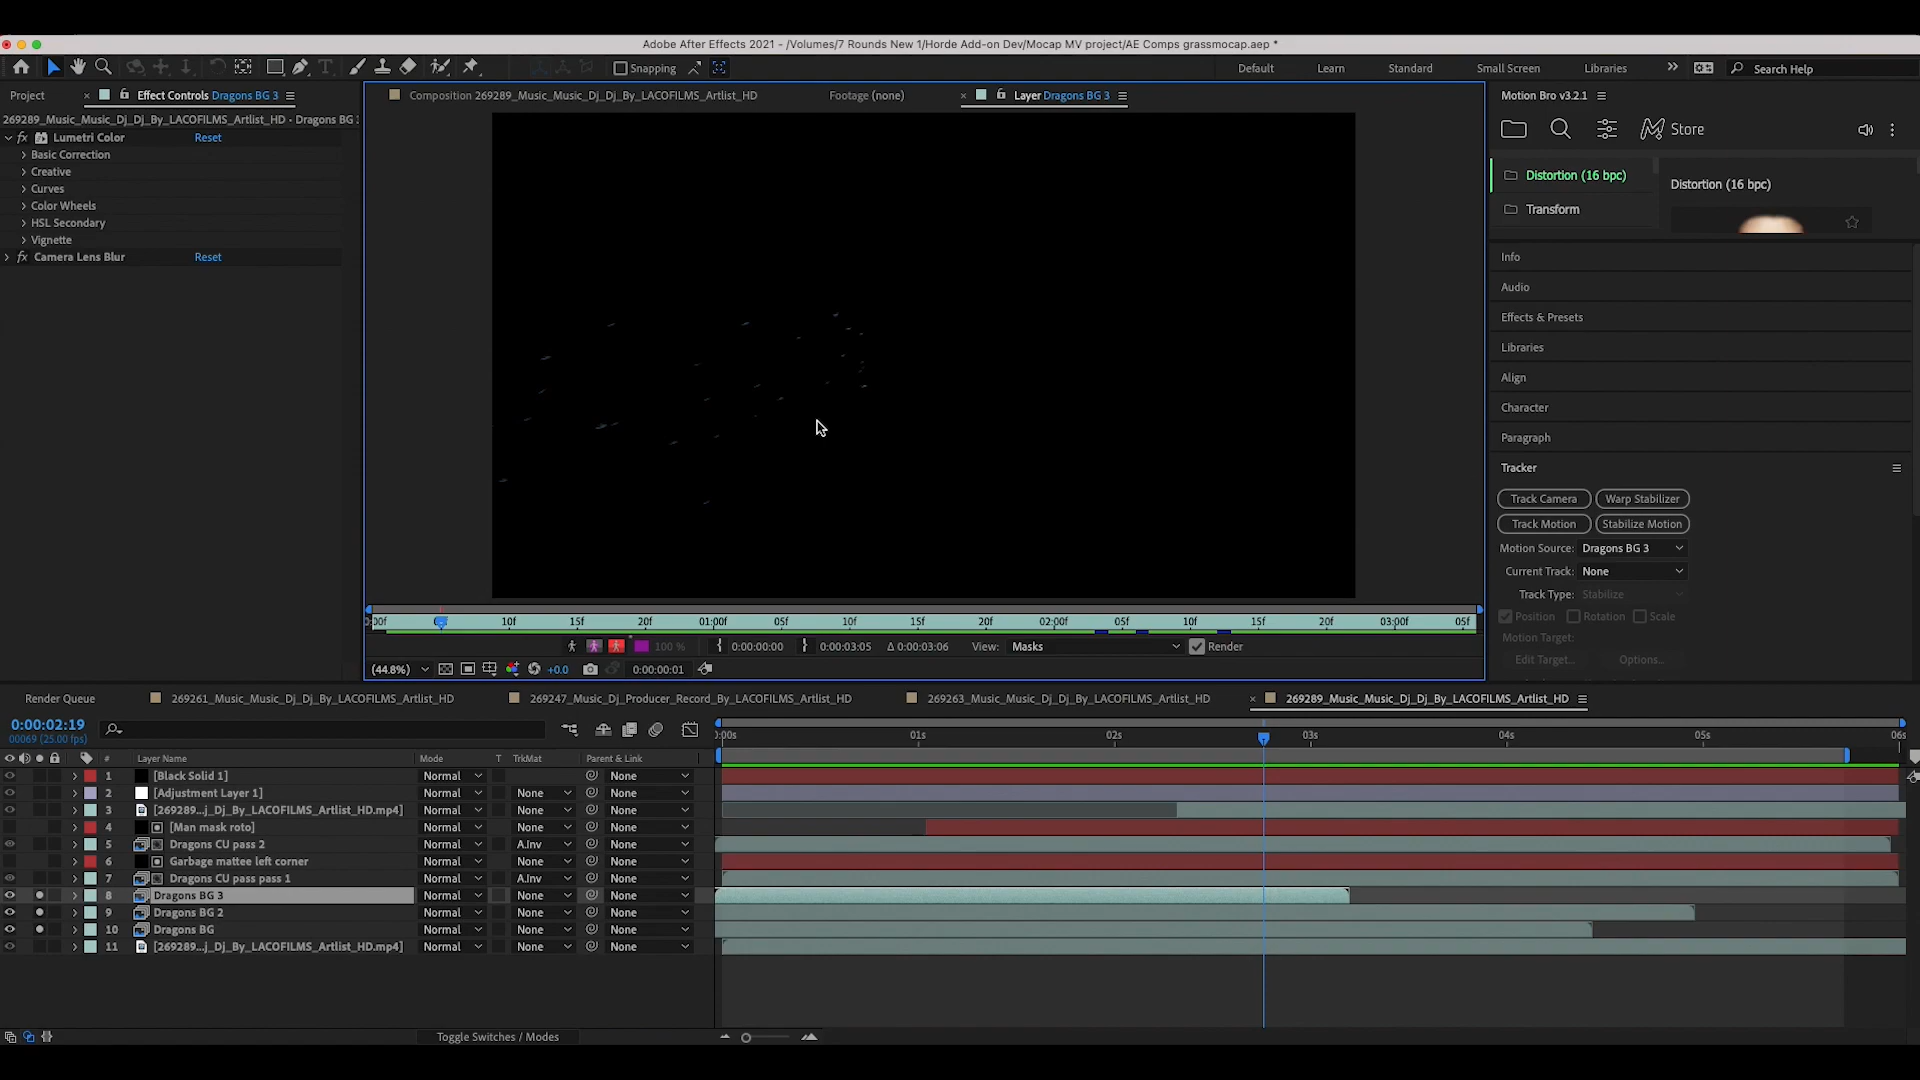 Adobe After Effects 2021 - /Volumes/7 Rounds New 1/Horde Add-on Dev/Mocap MV project/AE Comps grassmocap.aep *
Snapping
Default
Learn
Standard
Small Screen
Libraries
Search Help
Project
Effect Controls Dragons BG 3
Composition 269289_Music_Music_Dj_Dj_By_LACOFILMS_Artlist_HD
Footage (none)
Layer Dragons BG 3
Motion Bro v3.2.1
269289_Music_Music_Dj_Dj_By_LACOFILMS_Artlist_HD - Dragons BG
fx Lumetri Color Reset
Basic Correction
Creative
Curves
Color Wheels
HSL Secondary
Vignette
fx Camera Lens Blur Reset
Store
Distortion (16 bpc)
Distortion (16 bpc)
Transform
Info
Audio
Effects & Presets
Libraries
Align
Character
Paragraph
Tracker
Track Camera
Warp Stabilizer
Track Motion
Stabilize Motion
Motion Source: Dragons BG 3
Current Track: None
Track Type: Stabilize
Position Rotation Scale
Motion Target:
Edit Target... Options...
10f 15f 20f 01:00f 05f 10f 15f 20f 02:00f 05f 10f 15f 20f 03:00f 05f
100 % 0:00:00:00 0:00:03:05 Δ 0:00:03:06 View: Masks Render
(44.8%) +0.0 0:00:00:01
Render Queue
269261_Music_Music_Dj_Dj_By_LACOFILMS_Artlist_HD
269247_Music_Dj_Producer_Record_By_LACOFILMS_Artlist_HD
269263_Music_Music_Dj_Dj_By_LACOFILMS_Artlist_HD
269289_Music_Music_Dj_Dj_By_LACOFILMS_Artlist_HD
0:00:02:19
00069 (25.00 fps)
:00s 01s 02s 03s 04s 05s 06s
# Layer Name Mode T TrkMat Parent & Link
1 [Black Solid 1] Normal None
2 [Adjustment Layer 1] Normal None None
3 [269289...j_Dj_By_LACOFILMS_Artlist_HD.mp4] Normal None None
4 [Man mask roto] Normal None None
5 Dragons CU pass 2 Normal A.Inv None
6 Garbage mattee left corner Normal None None
7 Dragons CU pass pass 1 Normal A.Inv None
8 Dragons BG 3 Normal None None
9 Dragons BG 2 Normal None None
10 Dragons BG Normal None None
11 [269289...j_Dj_By_LACOFILMS_Artlist_HD.mp4] Normal None None
Toggle Switches / Modes